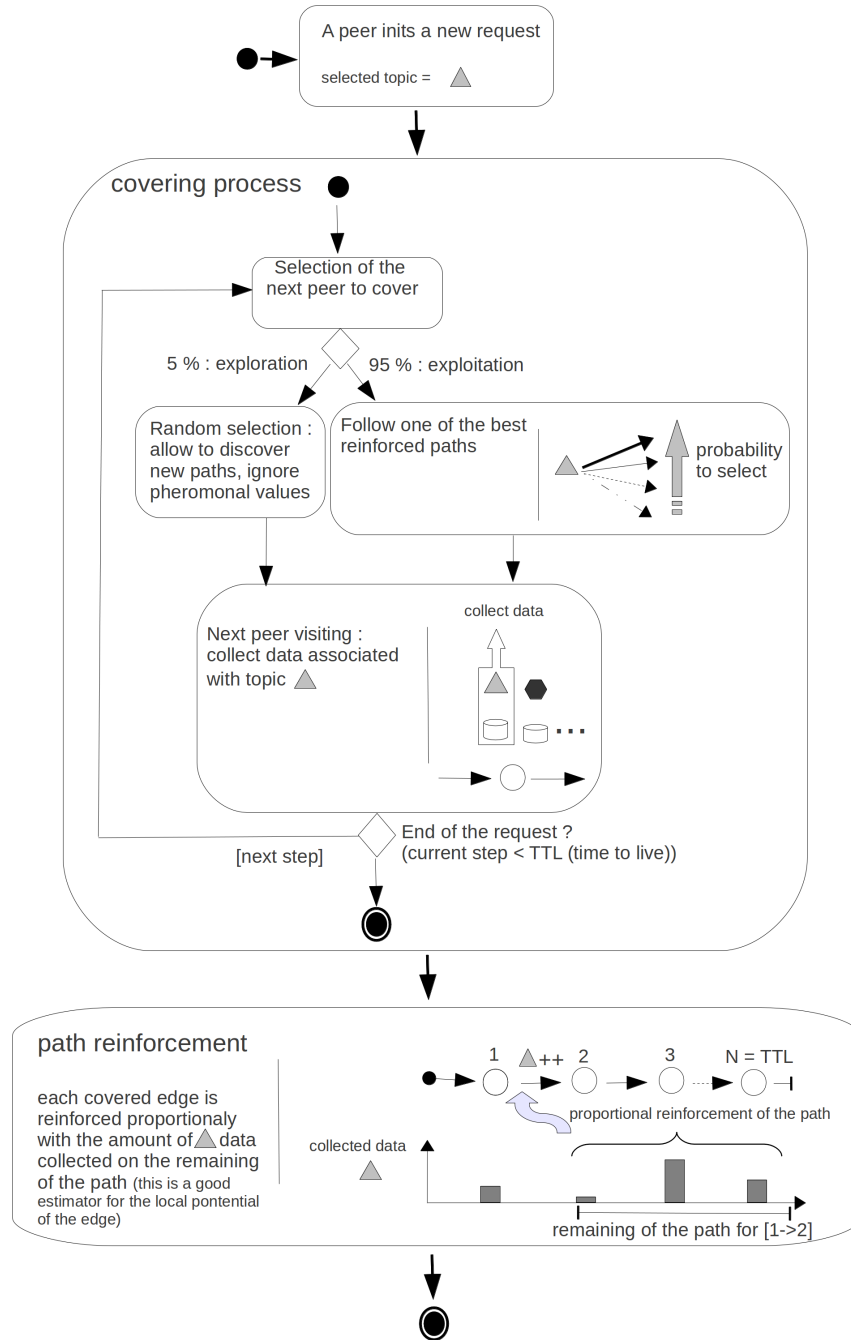 A peer inits a new request
selected topic =
covering process
Selection of the
next peer to cover
5 % : exploration
95 % : exploitation
Random selection :
allow to discover
new paths, ignore
pheromonal values
Follow one of the best
reinforced paths
probability
to select
Next peer visiting :
collect data associated
with topic
collect data
...
End of the request ?
(current step < TTL (time to live))
[next step]
path reinforcement
each covered edge is
reinforced proportionaly
with the amount of data
collected on the remaining
of the path (this is a good
estimator for the local pontential
of the edge)
1 ++ 2 3 N = TTL
proportional reinforcement of the path
collected data
remaining of the path for [1->2]